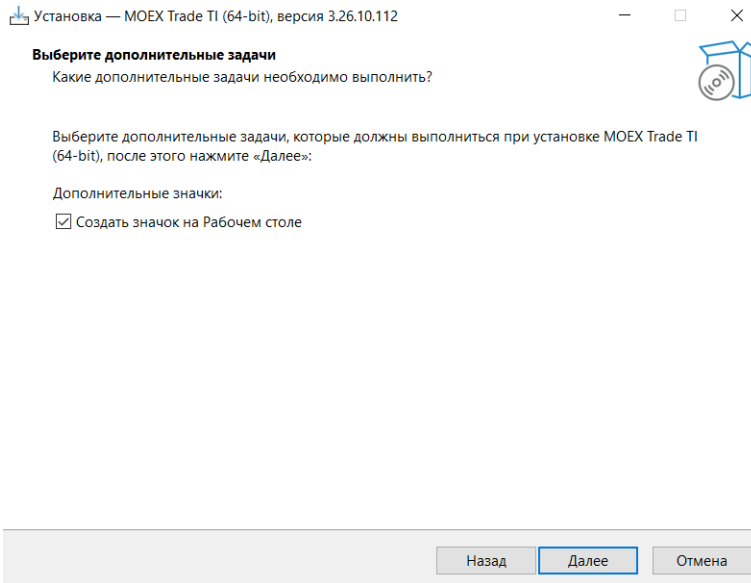 Установка — MOEX Trade TI (64-bit), версия 3.26.10.112
Выберите дополнительные задачи
Какие дополнительные задачи необходимо выполнить?
Выберите дополнительные задачи, которые должны выполниться при установке MOEX Trade TI
(64-bit), после этого нажмите «Далее»:
Дополнительные значки:
Создать значок на Рабочем столе
Назад Далее Отмена